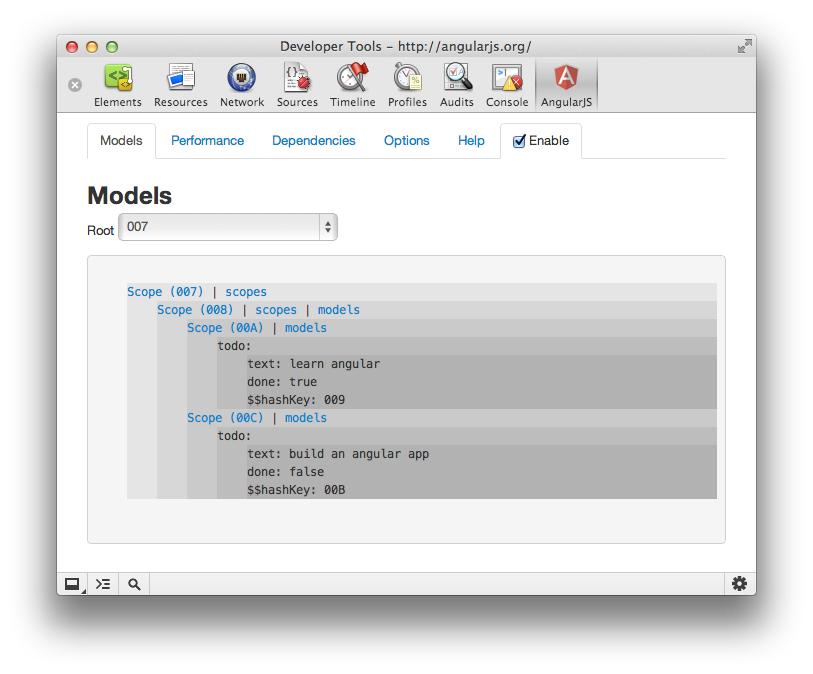 Developer Tools – http://angularjs.org/
Elements Resources Network Sources Timeline Profiles Audits Console AngularJS
Models Performance Dependencies Options Help Enable
Models
Root 007
Scope (007) | scopes
Scope (008) | scopes | models
Scope (00A) | models
todo:
text: learn angular
done: true
$$hashKey: 009
Scope (00C) | models
todo:
text: build an angular app
done: false
$$hashKey: 00B